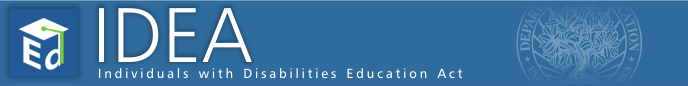 Ed
IDEA
Individuals with Disabilities Education Act